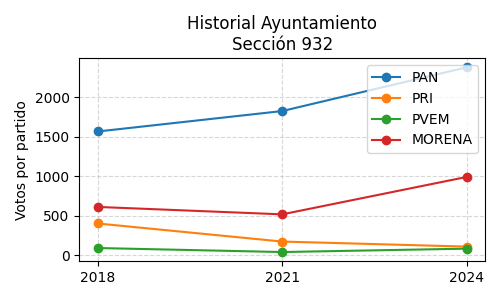 Historial Ayuntamiento
Sección 932
Votos por partido
2000
1500
1000
500
0
2018
2021
2024
PAN
PRI
PVEM
MORENA